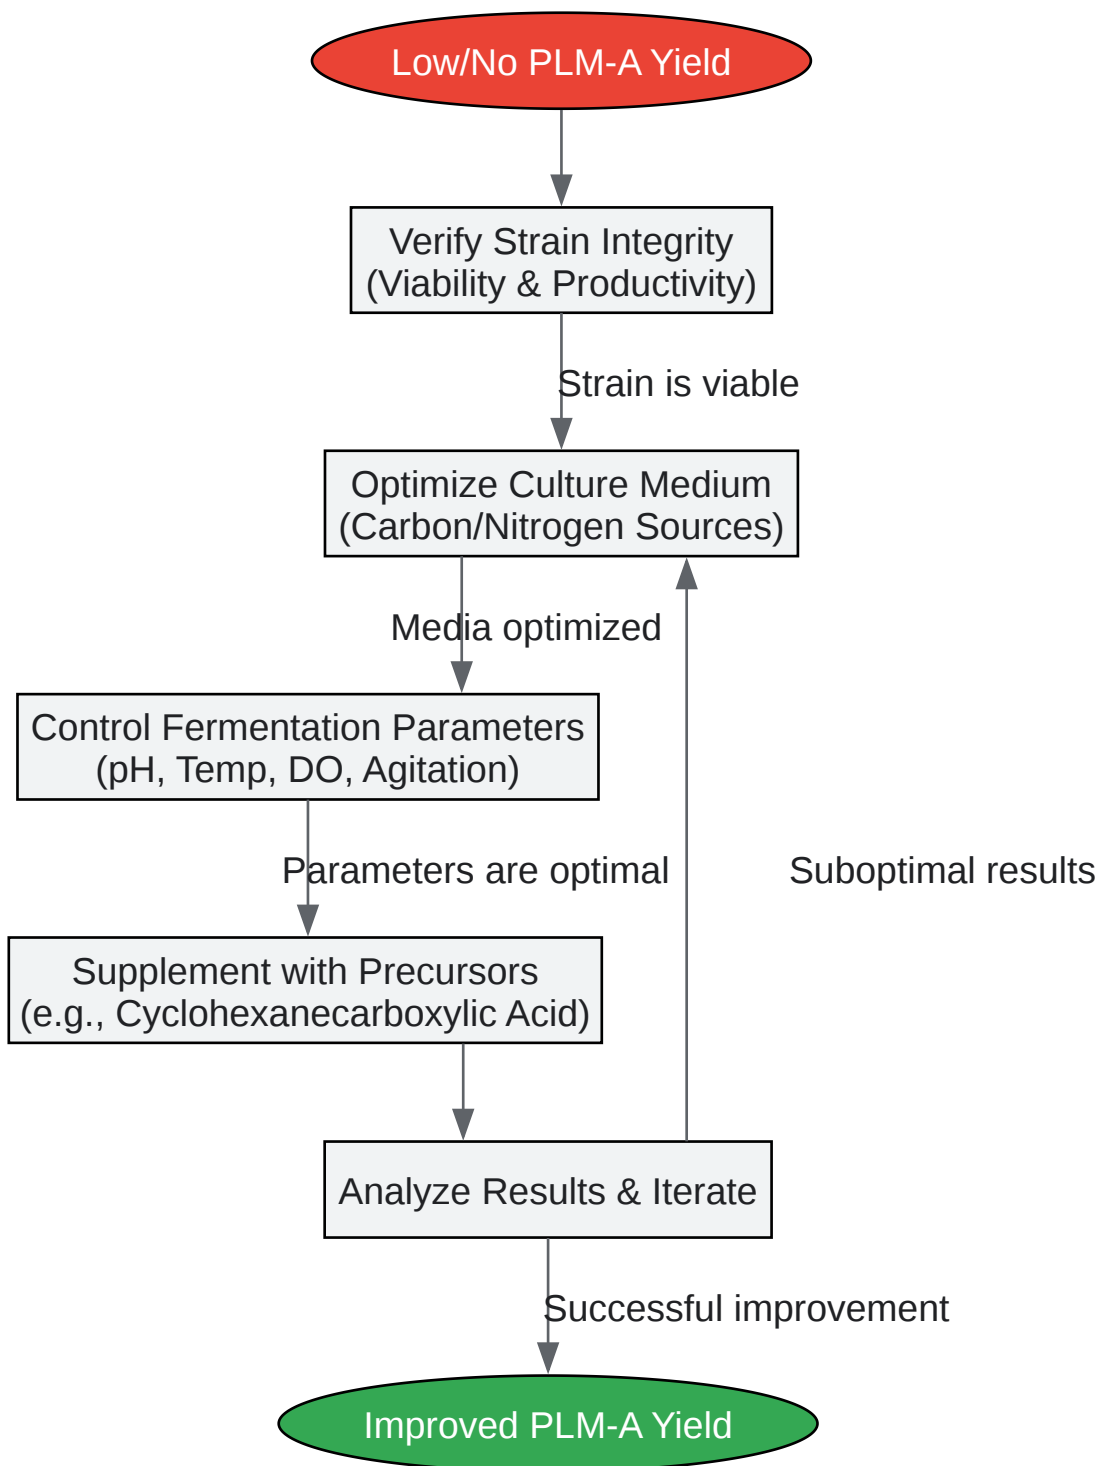 Low/No PLM-A Yield
Verify Strain Integrity
(Viability & Productivity)
Strain is viable
Optimize Culture Medium
(Carbon/Nitrogen Sources)
Media optimized
Control Fermentation Parameters
(pH, Temp, DO, Agitation)
Parameters are optimal
Suboptimal results
Supplement with Precursors
(e.g., Cyclohexanecarboxylic Acid)
Analyze Results & Iterate
Successful improvement
Improved PLM-A Yield